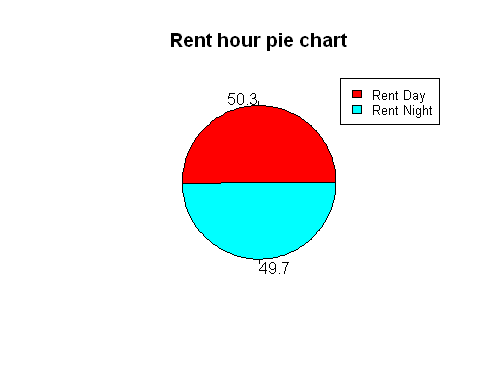 Rent hour pie chart
50.3
Rent Day
Rent Night
49.7